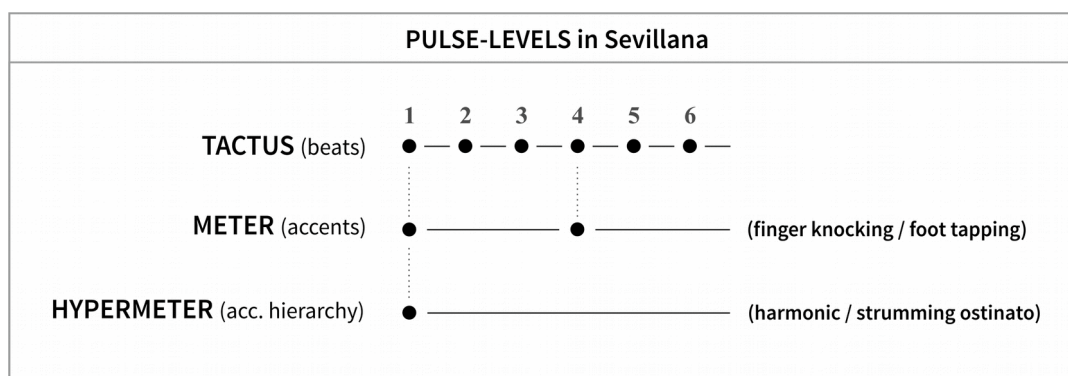 PULSE-LEVELS in Sevillana
1 2 3 4 5 6
TACTUS (beats)
METER (accents) (finger knocking / foot tapping)
HYPERMETER (acc. hierarchy) (harmonic / strumming ostinato)